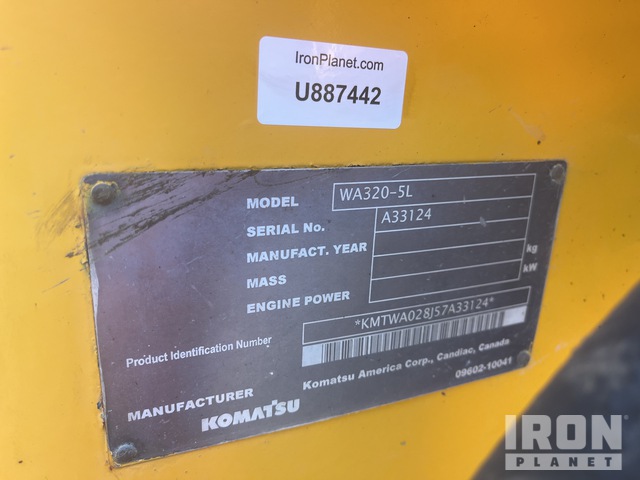 IronPlanet.com
U887442
MODEL WA320-5L
SERIAL No. A33124
MANUFACT. YEAR
MASS kg
ENGINE POWER kW
Product Identification Number *KMTWA028J57A33124*
MANUFACTURER Komatsu America Corp., Candiac, Canada
KOMATSU 09602-10041
IRON
PLANET